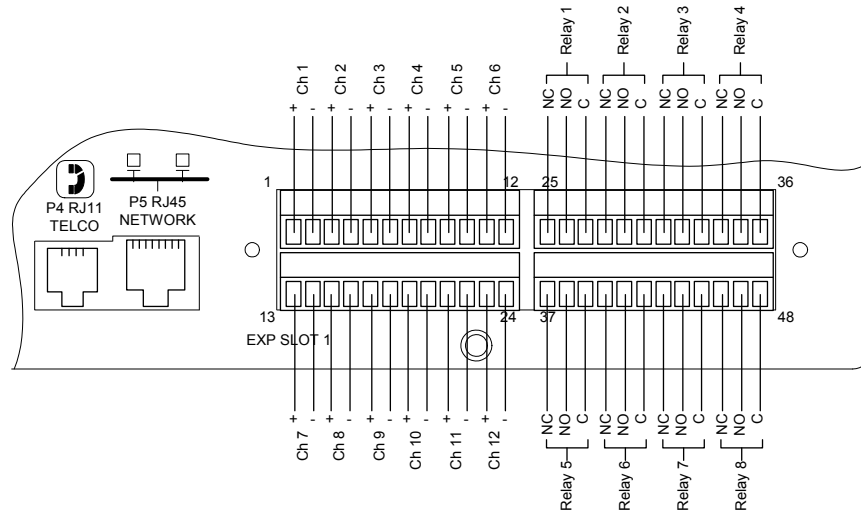 Relay 1
Relay 2
Relay 3
Relay 4
Ch 1
Ch 2
Ch 3
Ch 4
Ch 5
Ch 6
NC NO C NC NO C NC NO C NC NO C
+ - + - + - + - + - + -
1
12
25
36
P4 RJ11
TELCO
P5 RJ45
NETWORK
13
24
37
48
EXP SLOT 1
+ - + - + - + - + - + -
NC NO C NC NO C NC NO C NC NO C
Ch 7
Ch 8
Ch 9
Ch 10
Ch 11
Ch 12
Relay 5
Relay 6
Relay 7
Relay 8